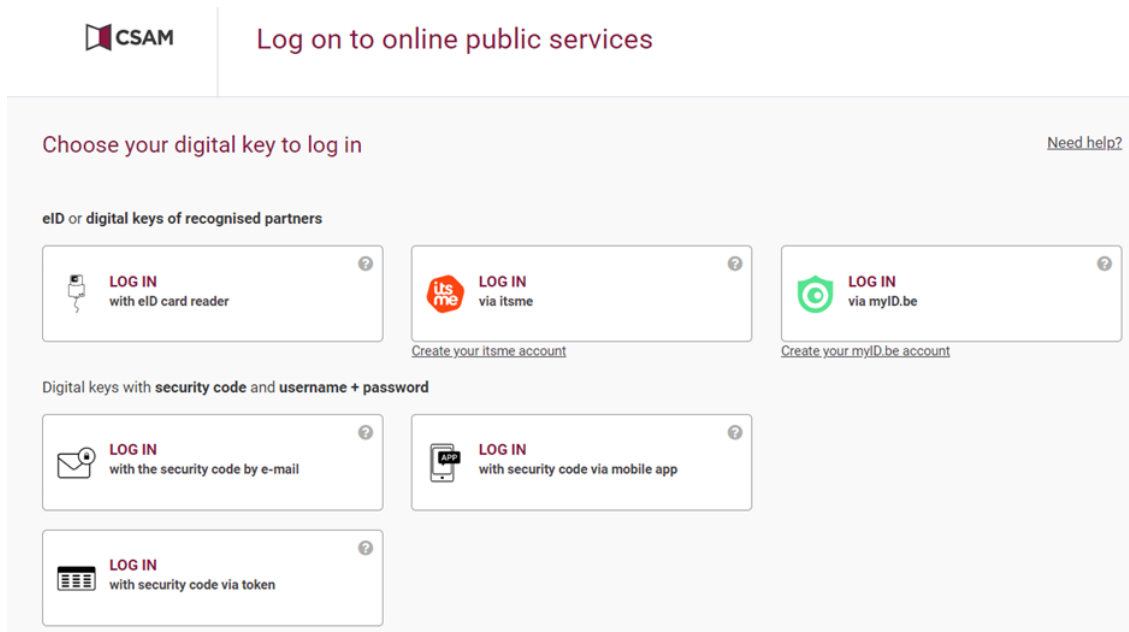 CSAM
Log on to online public services
Choose your digital key to log in
Need help?
eID or digital keys of recognised partners
LOG IN
with eID card reader
?
its
me
LOG IN
via itsme
?
LOG IN
via myID.be
?
Create your itsme account
Create your myID.be account
Digital keys with security code and username + password
LOG IN
with the security code by e-mail
?
APP
LOG IN
with security code via mobile app
?
LOG IN
with security code via token
?